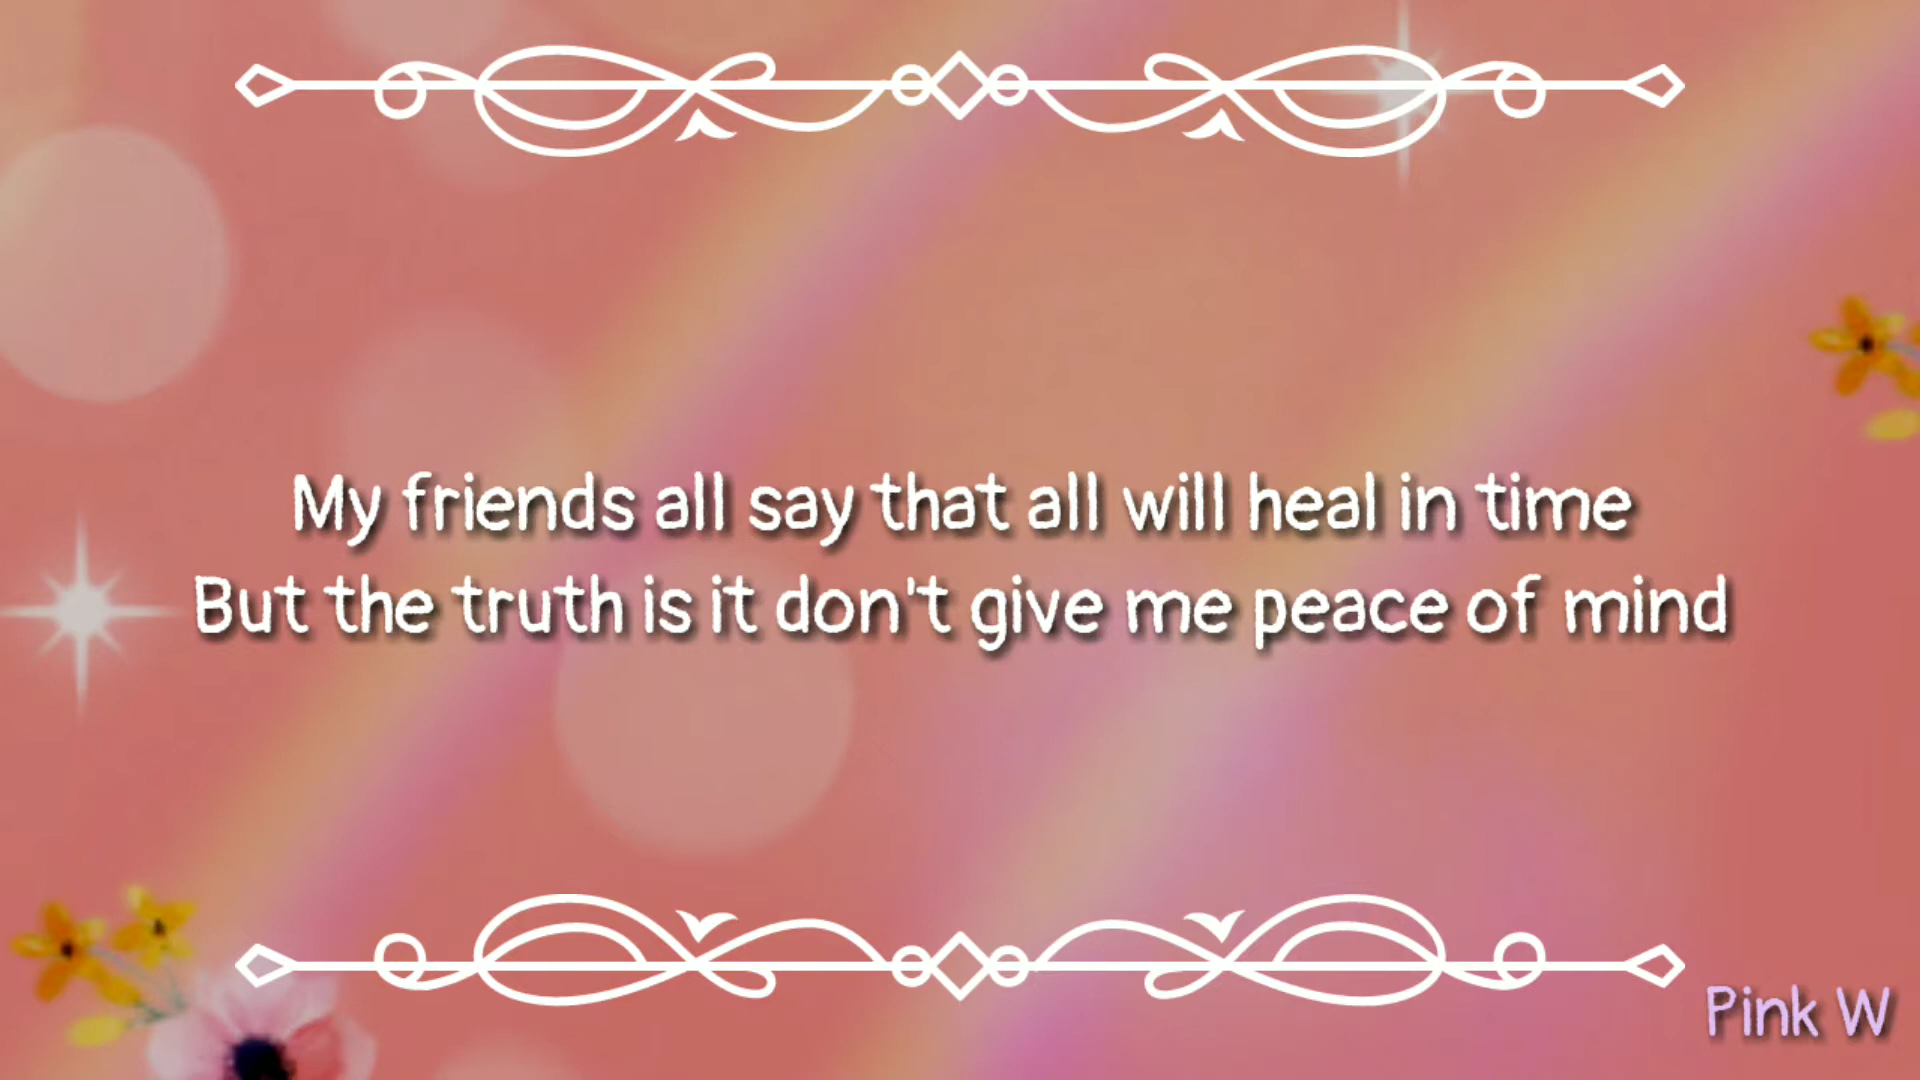 My friends all say that all will heal in time
But the truth is it don't give me peace of mind
Pink W